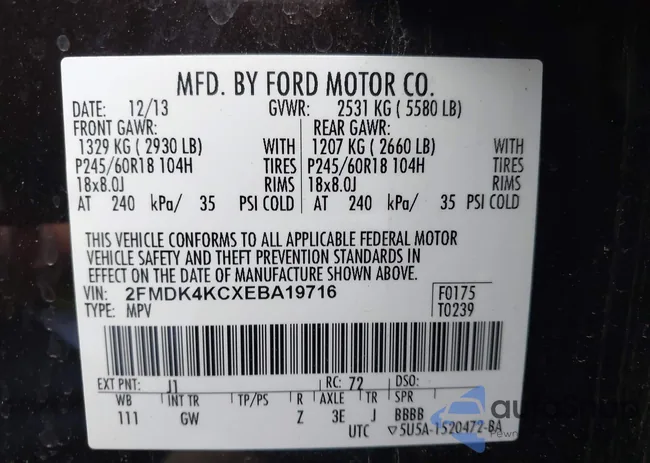 MFD. BY FORD MOTOR CO.
DATE: 12/13 GVWR: 2531 KG ( 5580 LB)
FRONT GAWR: REAR GAWR:
1329 KG ( 2930 LB) WITH 1207 KG ( 2660 LB) WITH
P245/60R18 104H TIRES P245/60R18 104H TIRES
18x8.0J RIMS 18x8.0J RIMS
AT 240 kPa/ 35 PSI COLD AT 240 kPa/ 35 PSI COLD
THIS VEHICLE CONFORMS TO ALL APPLICABLE FEDERAL MOTOR
VEHICLE SAFETY AND THEFT PREVENTION STANDARDS IN
EFFECT ON THE DATE OF MANUFACTURE SHOWN ABOVE.
VIN: 2FMDK4KCXEBA19716 F0175
TYPE: MPV T0239
EXT PNT: J1 RC: 72 DSO:
WB INT TR TP/PS R AXLE TR SPR
111 GW Z 3E J BBBB
UTC ▽5U5A-1520472-BA